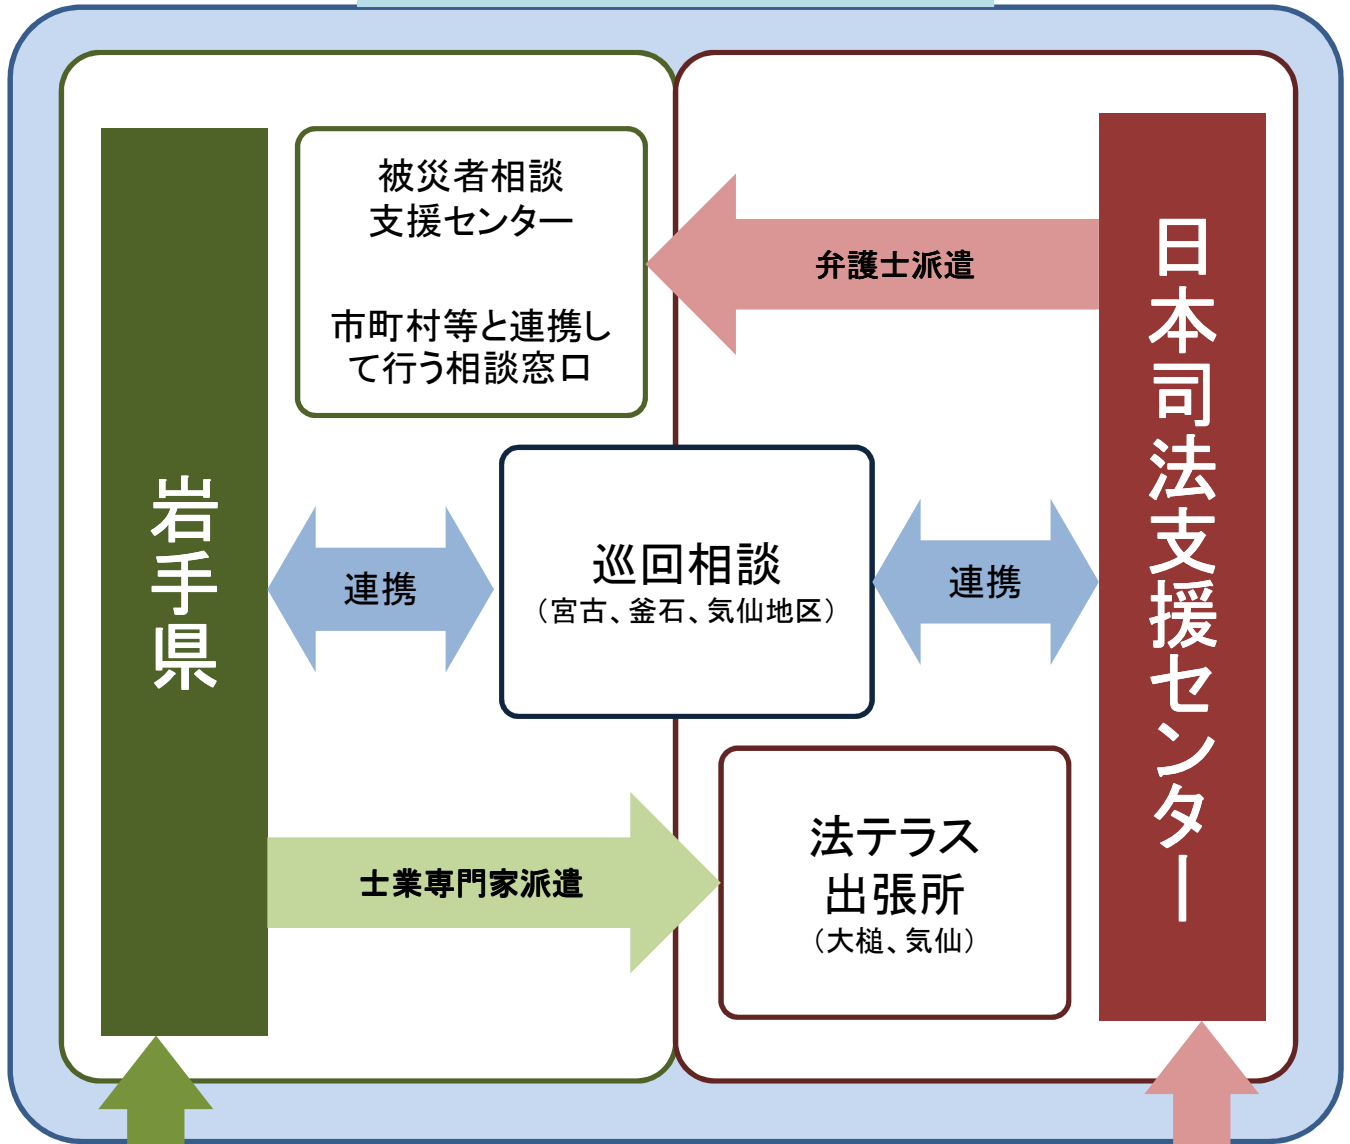 岩手県
被災者相談
支援センター
市町村等と連携し
て行う相談窓口
弁護士派遣
日本司法支援センター
連携
巡回相談
（宮古、釜石、気仙地区）
連携
士業専門家派遣
法テラス
出張所
（大槌、気仙）